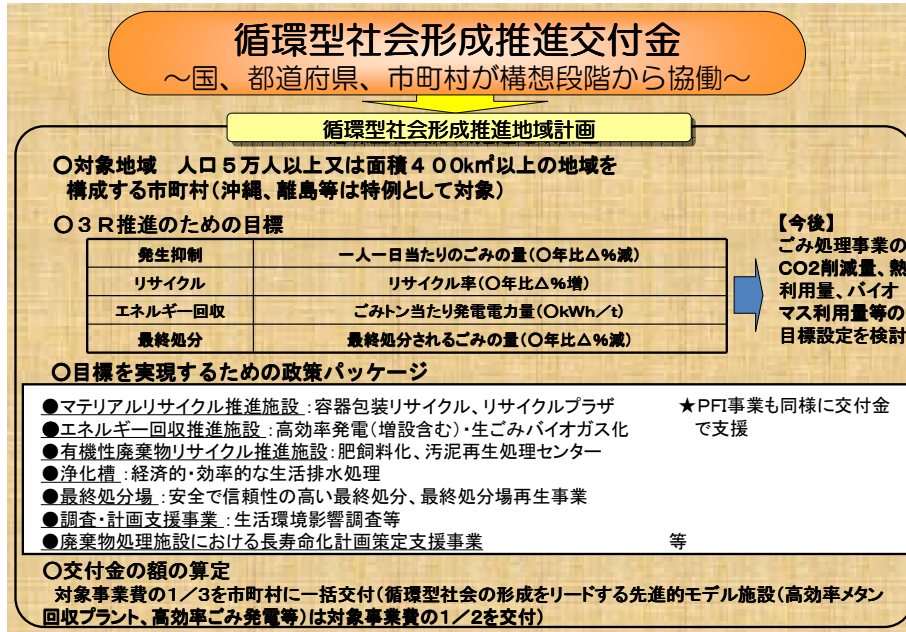 循環型社会形成推進交付金
～国、都道府県、市町村が構想段階から協働～
循環型社会形成推進地域計画
○対象地域　人口５万人以上又は面積４００k㎡以上の地域を
構成する市町村(沖縄、離島等は特例として対象)
○３Ｒ推進のための目標
発生抑制　一人一日当たりのごみの量(○年比△%減)
リサイクル　リサイクル率(○年比△%増)
エネルギー回収　ごみトン当たり発電電力量(○kWh/t)
最終処分　最終処分されるごみの量(○年比△%減)
【今後】
ごみ処理事業の
CO2削減量、熱
利用量、バイオ
マス利用量等の
目標設定を検討
○目標を実現するための政策パッケージ
●マテリアルリサイクル推進施設：容器包装リサイクル、リサイクルプラザ
●エネルギー回収推進施設：高効率発電(増設含む)・生ごみバイオガス化
●有機性廃棄物リサイクル推進施設：肥飼料化、汚泥再生処理センター
●浄化槽：経済的・効率的な生活排水処理
●最終処分場：安全で信頼性の高い最終処分、最終処分場再生事業
●調査・計画支援事業：生活環境影響調査等
●廃棄物処理施設における長寿命化計画策定支援事業　等
★PFI事業も同様に交付金
で支援
○交付金の額の算定
対象事業費の１／３を市町村に一括交付(循環型社会の形成をリードする先進的モデル施設(高効率メタン
回収プラント、高効率ごみ発電等)は対象事業費の１／２を交付)